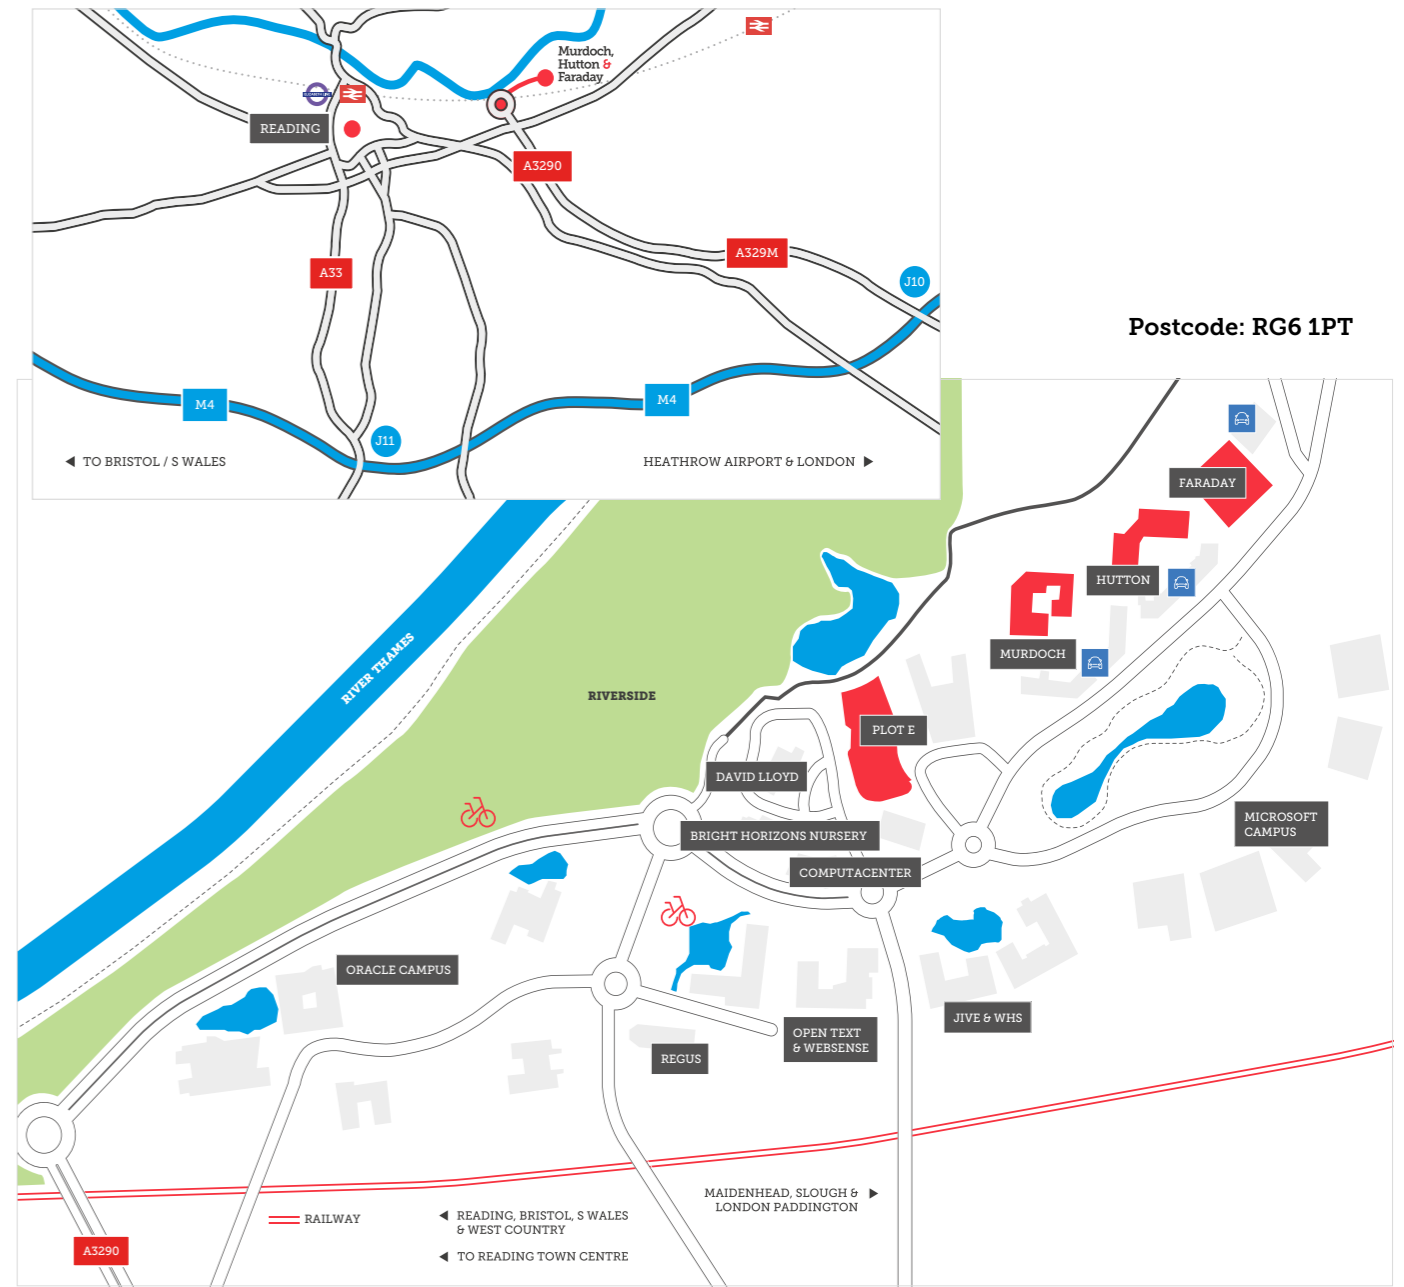 Murdoch,
Hutton &
Faraday
READING
A3290
A329M
A33
J10
M4
M4
J11
TO BRISTOL / S WALES
HEATHROW AIRPORT & LONDON
Postcode: RG6 1PT
FARADAY
HUTTON
MURDOCH
RIVER THAMES
RIVERSIDE
PLOT E
DAVID LLOYD
MICROSOFT
CAMPUS
BRIGHT HORIZONS NURSERY
COMPUTACENTER
ORACLE CAMPUS
JIVE & WHS
OPEN TEXT
& WEBSENSE
REGUS
MAIDENHEAD, SLOUGH &
LONDON PADDINGTON
RAILWAY
READING, BRISTOL, S WALES
& WEST COUNTRY
TO READING TOWN CENTRE
A3290